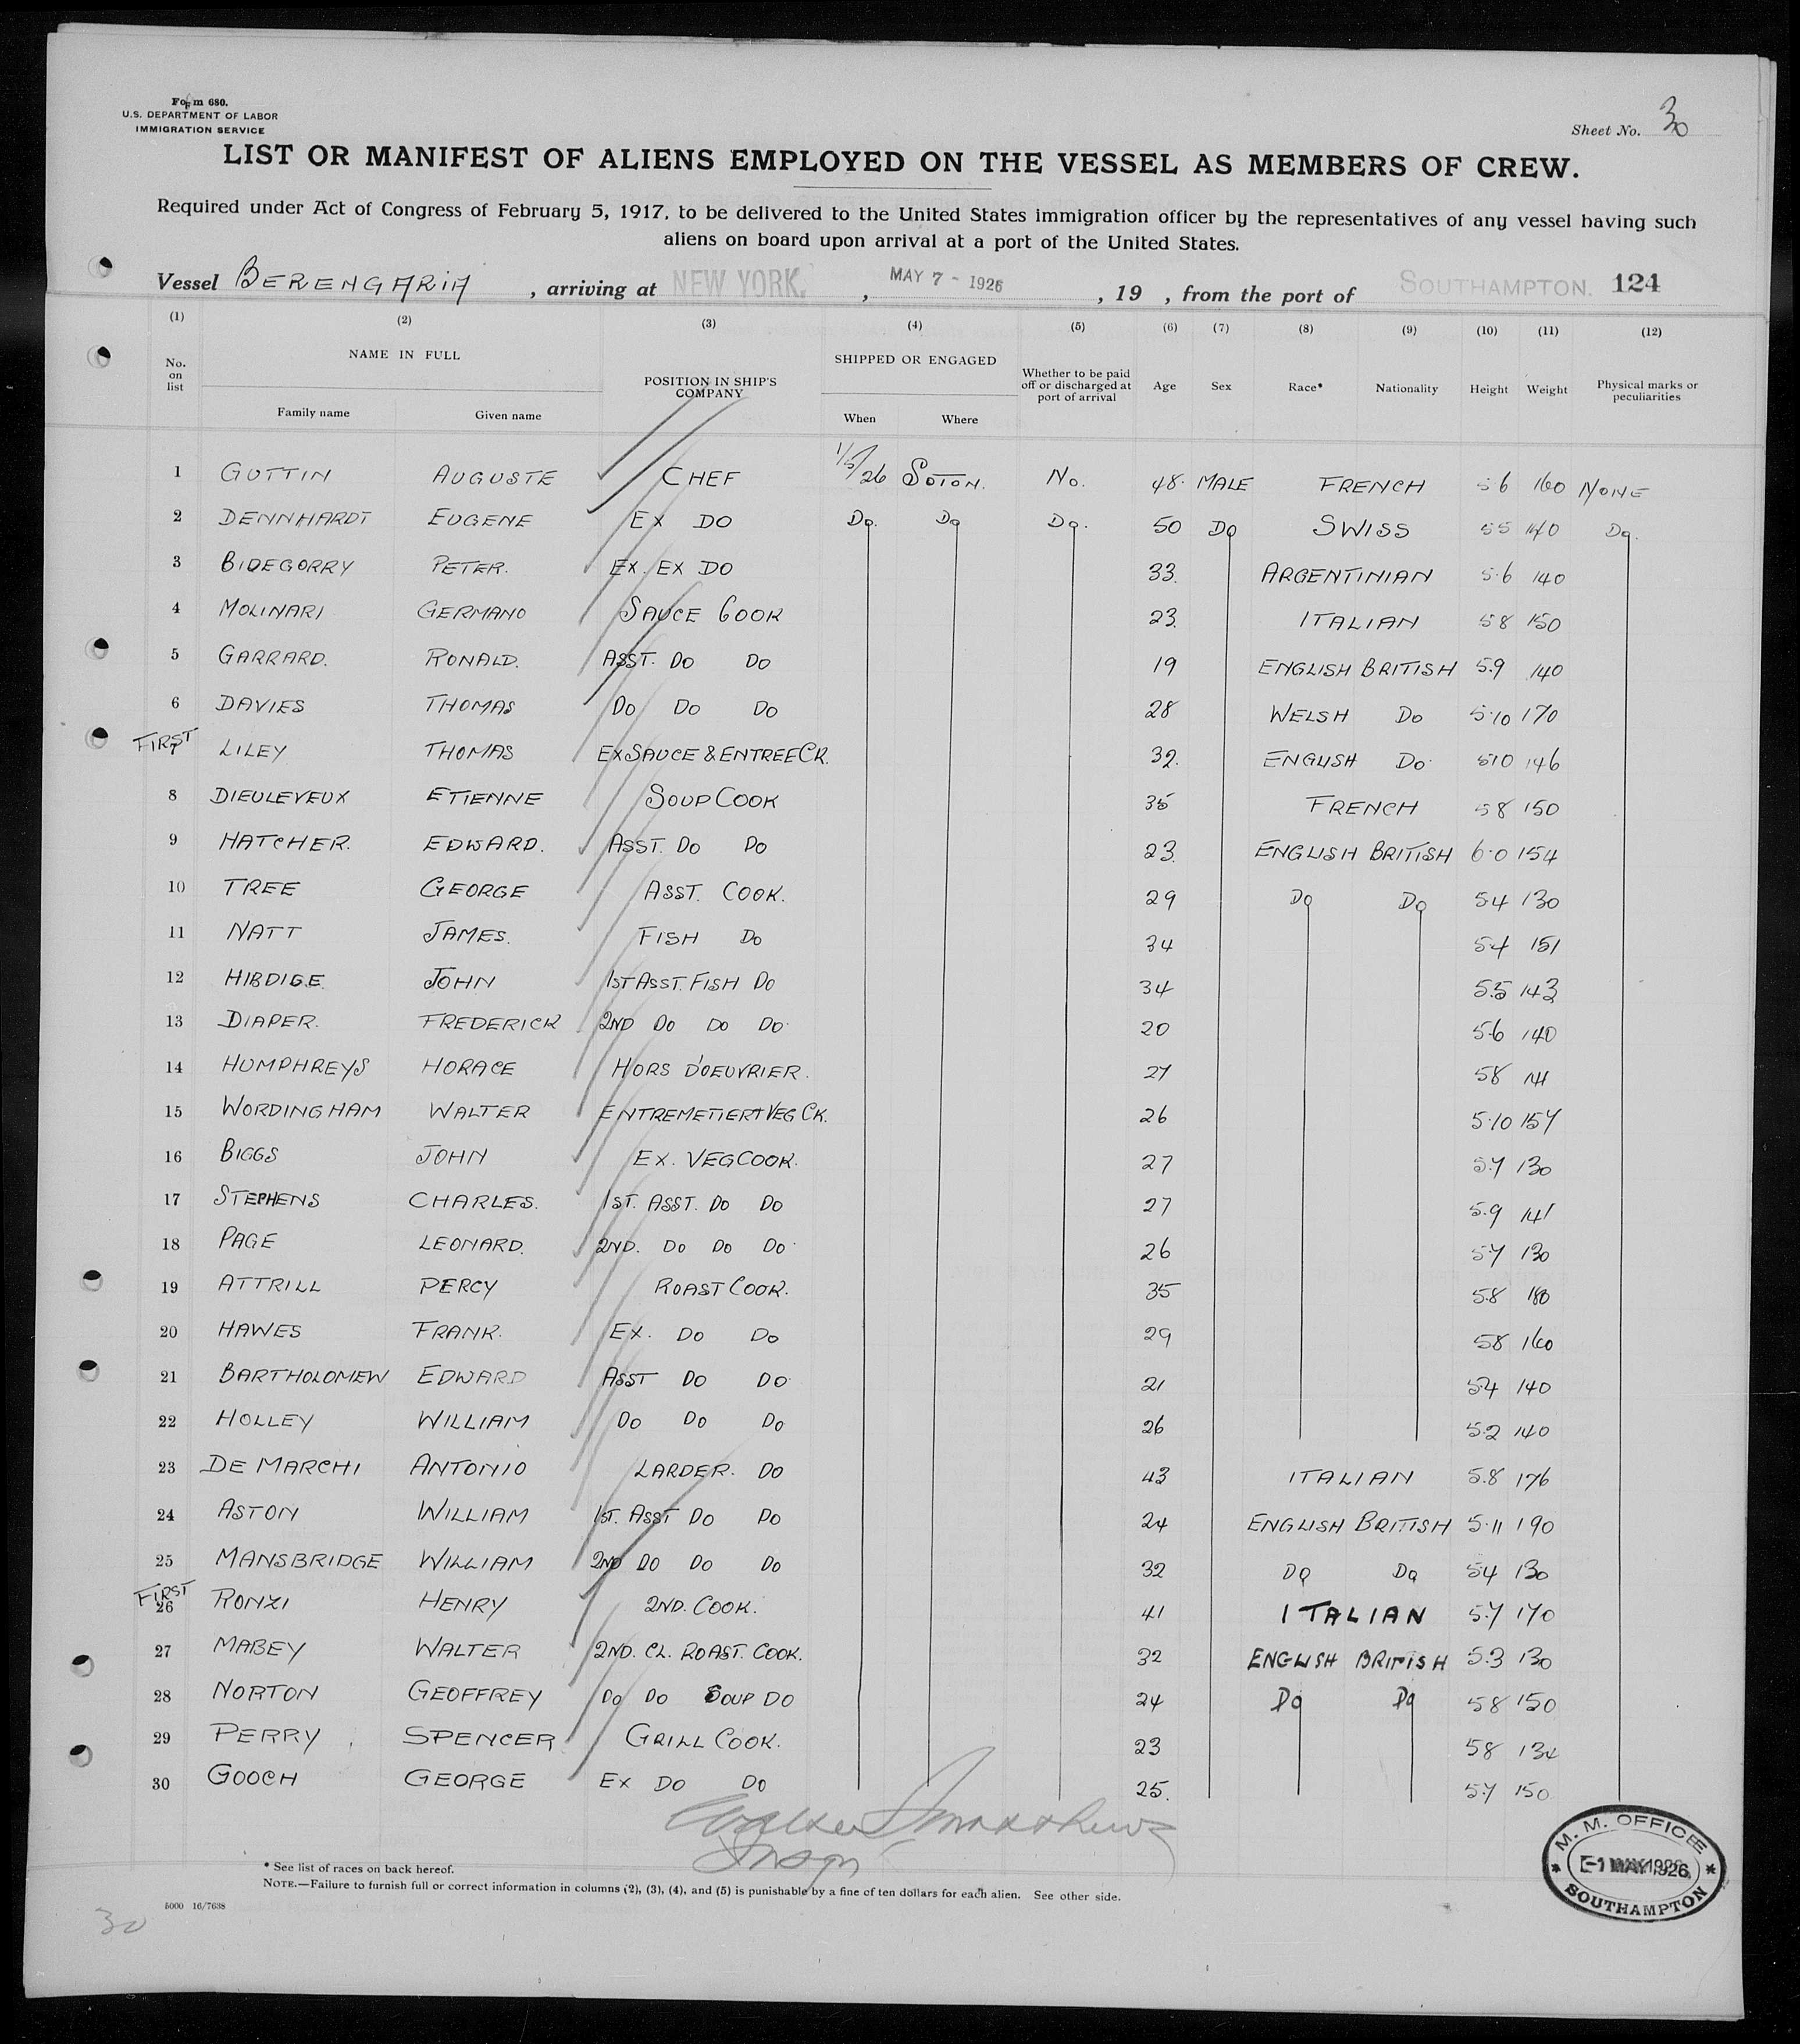 Form 680.
U.S. DEPARTMENT OF LABOR
IMMIGRATION SERVICE
Sheet No. 30
LIST OR MANIFEST OF ALIENS EMPLOYED ON THE VESSEL AS MEMBERS OF CREW.
Required under Act of Congress of February 5, 1917, to be delivered to the United States immigration officer by the representatives of any vessel having such
aliens on board upon arrival at a port of the United States.
Vessel BERENGARIA , arriving at NEW YORK. , MAY 7 - 1926 , 19 , from the port of SOUTHAMPTON. 124
(1) (2) (3) (4) (5) (6) (7) (8) (9) (10) (11) (12)
No. on list NAME IN FULL POSITION IN SHIP'S COMPANY SHIPPED OR ENGAGED Whether to be paid off or discharged at port of arrival Age Sex Race* Nationality Height Weight Physical marks or peculiarities
Family name Given name When Where
1 GUTTIN AUGUSTE CHEF 1/5/26 SOTON. No. 48. MALE FRENCH 5 6 160 NONE
2 DENNHARDT EUGENE EX DO Do. Do Do. 50 DO SWISS 5 5 140 Do.
3 BIDEGORRY PETER. EX. EX DO 33. ARGENTINIAN 5.6 140
4 MOLINARI GERMANO SAUCE COOK 23. ITALIAN 5 8 150
5 GARRARD. RONALD. ASST. DO DO 19 ENGLISH BRITISH 5.9 140
6 DAVIES THOMAS DO DO DO 28 WELSH DO 5.10 170
FIRST
7 LILEY THOMAS EX SAUCE & ENTREE CK. 32. ENGLISH DO. 5 10 146
8 DIEULEVEUX ETIENNE SOUP COOK 35 FRENCH 5 8 150
9 HATCHER. EDWARD. ASST. DO DO 23. ENGLISH BRITISH 6.0 154
10 TREE GEORGE ASST. COOK. 29 DO DO 5 4 130
11 NATT JAMES. FISH DO 34 5.4 151
12 HIBDIGE. JOHN 1ST ASST. FISH DO 34 5.5 143
13 DIAPER. FREDERICK 2ND DO DO DO. 20 5.6 140
14 HUMPHREYS HORACE HORS D'OEUVRIER. 27 5 8 141
15 WORDINGHAM WALTER ENTREMETIER + VEG CK. 26 5.10 157
16 BIGGS JOHN EX. VEG COOK. 27 5.7 130
17 STEPHENS CHARLES. 1ST. ASST. DO DO 27 5.9 141
18 PAGE LEONARD. 2ND. DO DO DO. 26 5.7 130
19 ATTRILL PERCY ROAST COOK. 35 5.8 180
20 HAWES FRANK. EX. DO DO 29 5 8 160
21 BARTHOLOMEW EDWARD ASST DO DO 21 5.4 140
22 HOLLEY WILLIAM DO DO DO 26 5.2 140
23 DE MARCHI ANTONIO LARDER. DO 43 ITALIAN 5.8 176
24 ASTON WILLIAM 1ST. ASST DO DO 24 ENGLISH BRITISH 5.11 190
25 MANSBRIDGE WILLIAM 2ND DO DO DO 32 DO DO 5 4 130
FIRST
26 RONZI HENRY 2ND. COOK. 41 ITALIAN 5.7 170
27 MABEY WALTER 2ND. CL. ROAST. COOK. 32 ENGLISH BRITISH 5.3 130
28 NORTON GEOFFREY DO DO SOUP DO 24 DO DO 5 8 150
29 PERRY SPENCER GRILL COOK. 23 5 8 134
30 GOOCH GEORGE EX DO DO 25. 5.7 150
* See list of races on back hereof.
NOTE.—Failure to furnish full or correct information in columns (2), (3), (4), and (5) is punishable by a fine of ten dollars for each alien. See other side.
5000 16/7638
30
M. M. OFFICE
-1 MAY 1926
SOUTHAMPTON